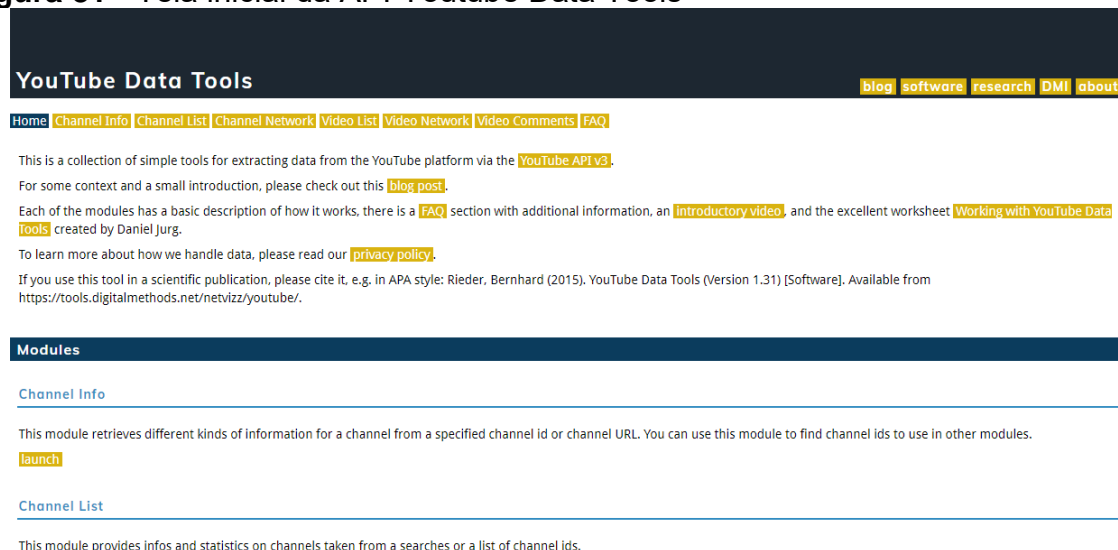 YouTube Data Tools
blog software research DMI about
Home Channel Info Channel List Channel Network Video List Video Network Video Comments FAQ
This is a collection of simple tools for extracting data from the YouTube platform via the YouTube API v3.
For some context and a small introduction, please check out this blog post.
Each of the modules has a basic description of how it works, there is a FAQ section with additional information, an introductory video, and the excellent worksheet Working with YouTube Data
Tools created by Daniel Jurg.
To learn more about how we handle data, please read our privacy policy.
If you use this tool in a scientific publication, please cite it, e.g. in APA style: Rieder, Bernhard (2015). YouTube Data Tools (Version 1.31) [Software]. Available from
https://tools.digitalmethods.net/netvizz/youtube/.
Modules
Channel Info
This module retrieves different kinds of information for a channel from a specified channel id or channel URL. You can use this module to find channel ids to use in other modules.
launch
Channel List
This module provides infos and statistics on channels taken from a searches or a list of channel ids.